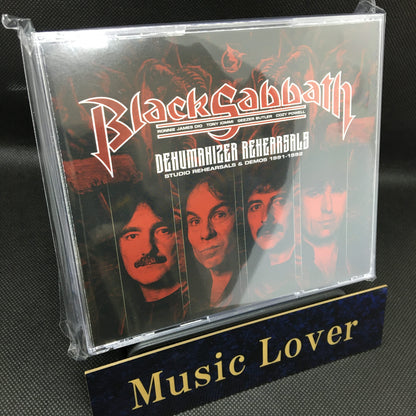 Black Sabbath
RONNIE JAMES DIO TONY IOMMI GEEZER BUTLER COZY POWELL
DEHUMANIZER REHEARSALS
STUDIO REHEARSALS & DEMOS 1991-1992
Music Lover